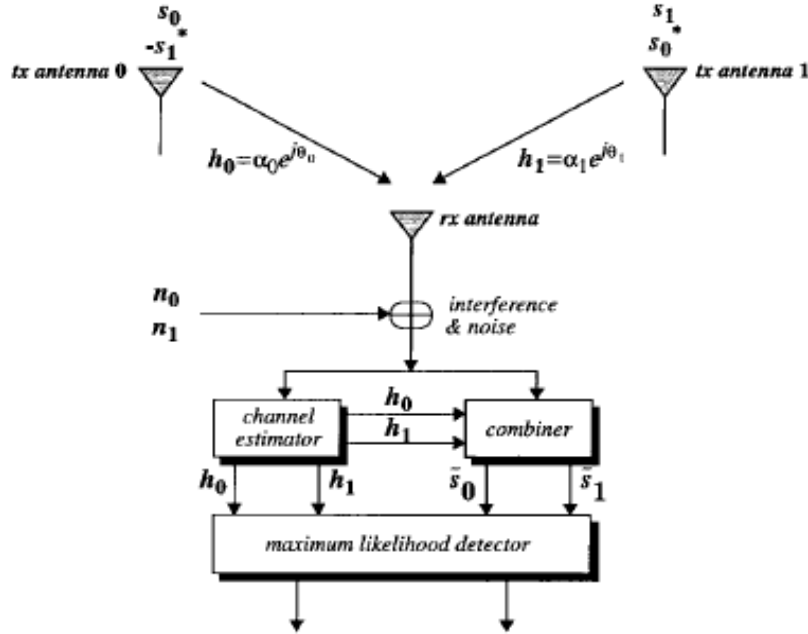 s₀ s₁
-s₁* s₀*
tx antenna 0 tx antenna 1
h₀=α₀e^jθ₀ h₁=α₁e^jθ₁
rx antenna
n₀ interference
n₁ & noise
h₀
channel
estimator
h₁
combiner
h₀ h₁ s̃₀ s̃₁
maximum likelihood detector